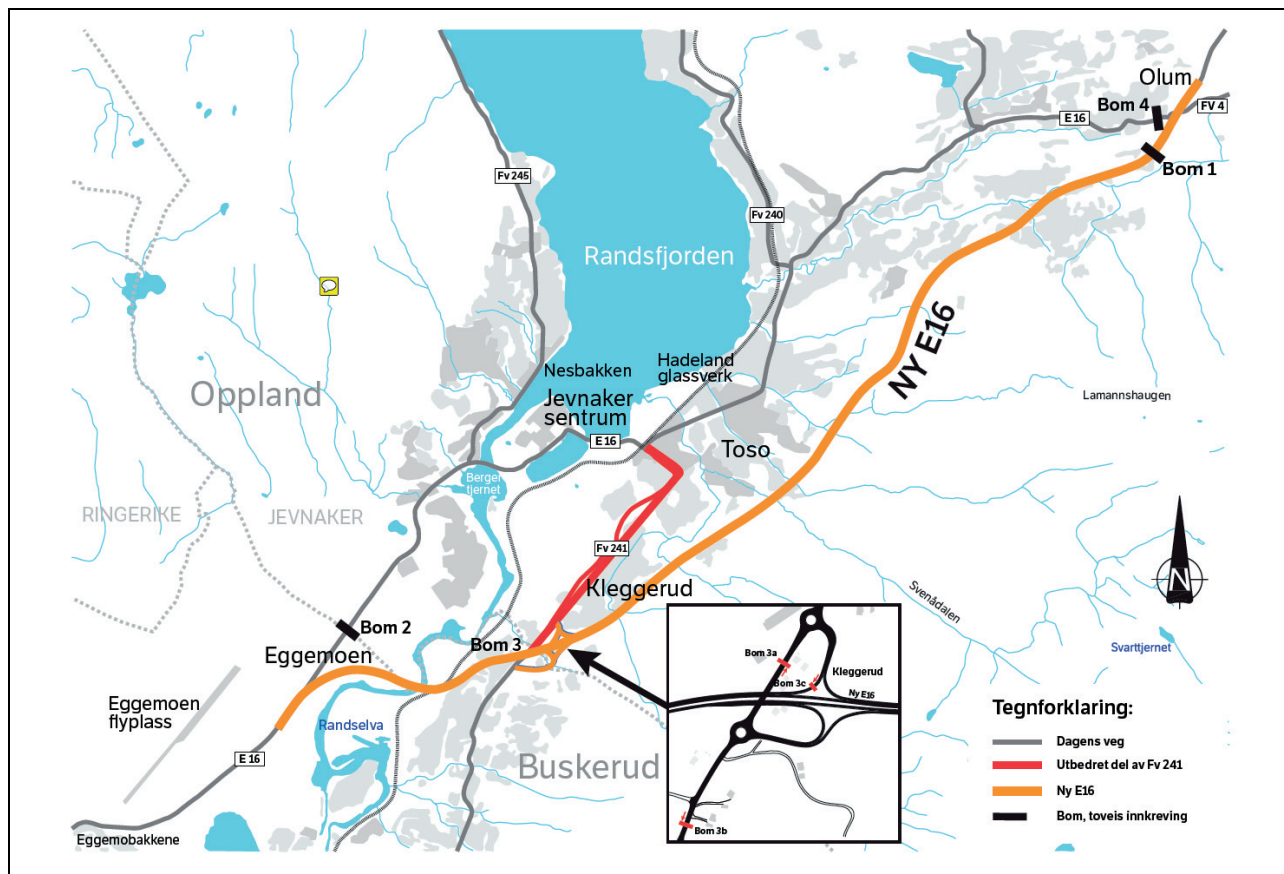 Olum
Bom 4
E 16
FV 4
Bom 1
Fv 245
Fv 240
Randsfjorden
NY E16
Hadeland
glassverk
Nesbakken
Jevnaker
sentrum
Oppland
Lamannshaugen
E 16
Toso
Berger
tjernet
RINGERIKE
JEVNAKER
Fv 241
Kleggerud
Svenådalen
Bom 2
Bom 3
Eggemoen
Svarttjernet
Eggemoen
flyplass
Randselva
E 16
Buskerud
Eggemobakkene
Bom 3a
Kleggerud
Bom 3c
Ny E16
Bom 3b
N
Tegnforklaring:
Dagens veg
Utbedret del av Fv 241
Ny E16
Bom, toveis innkreving